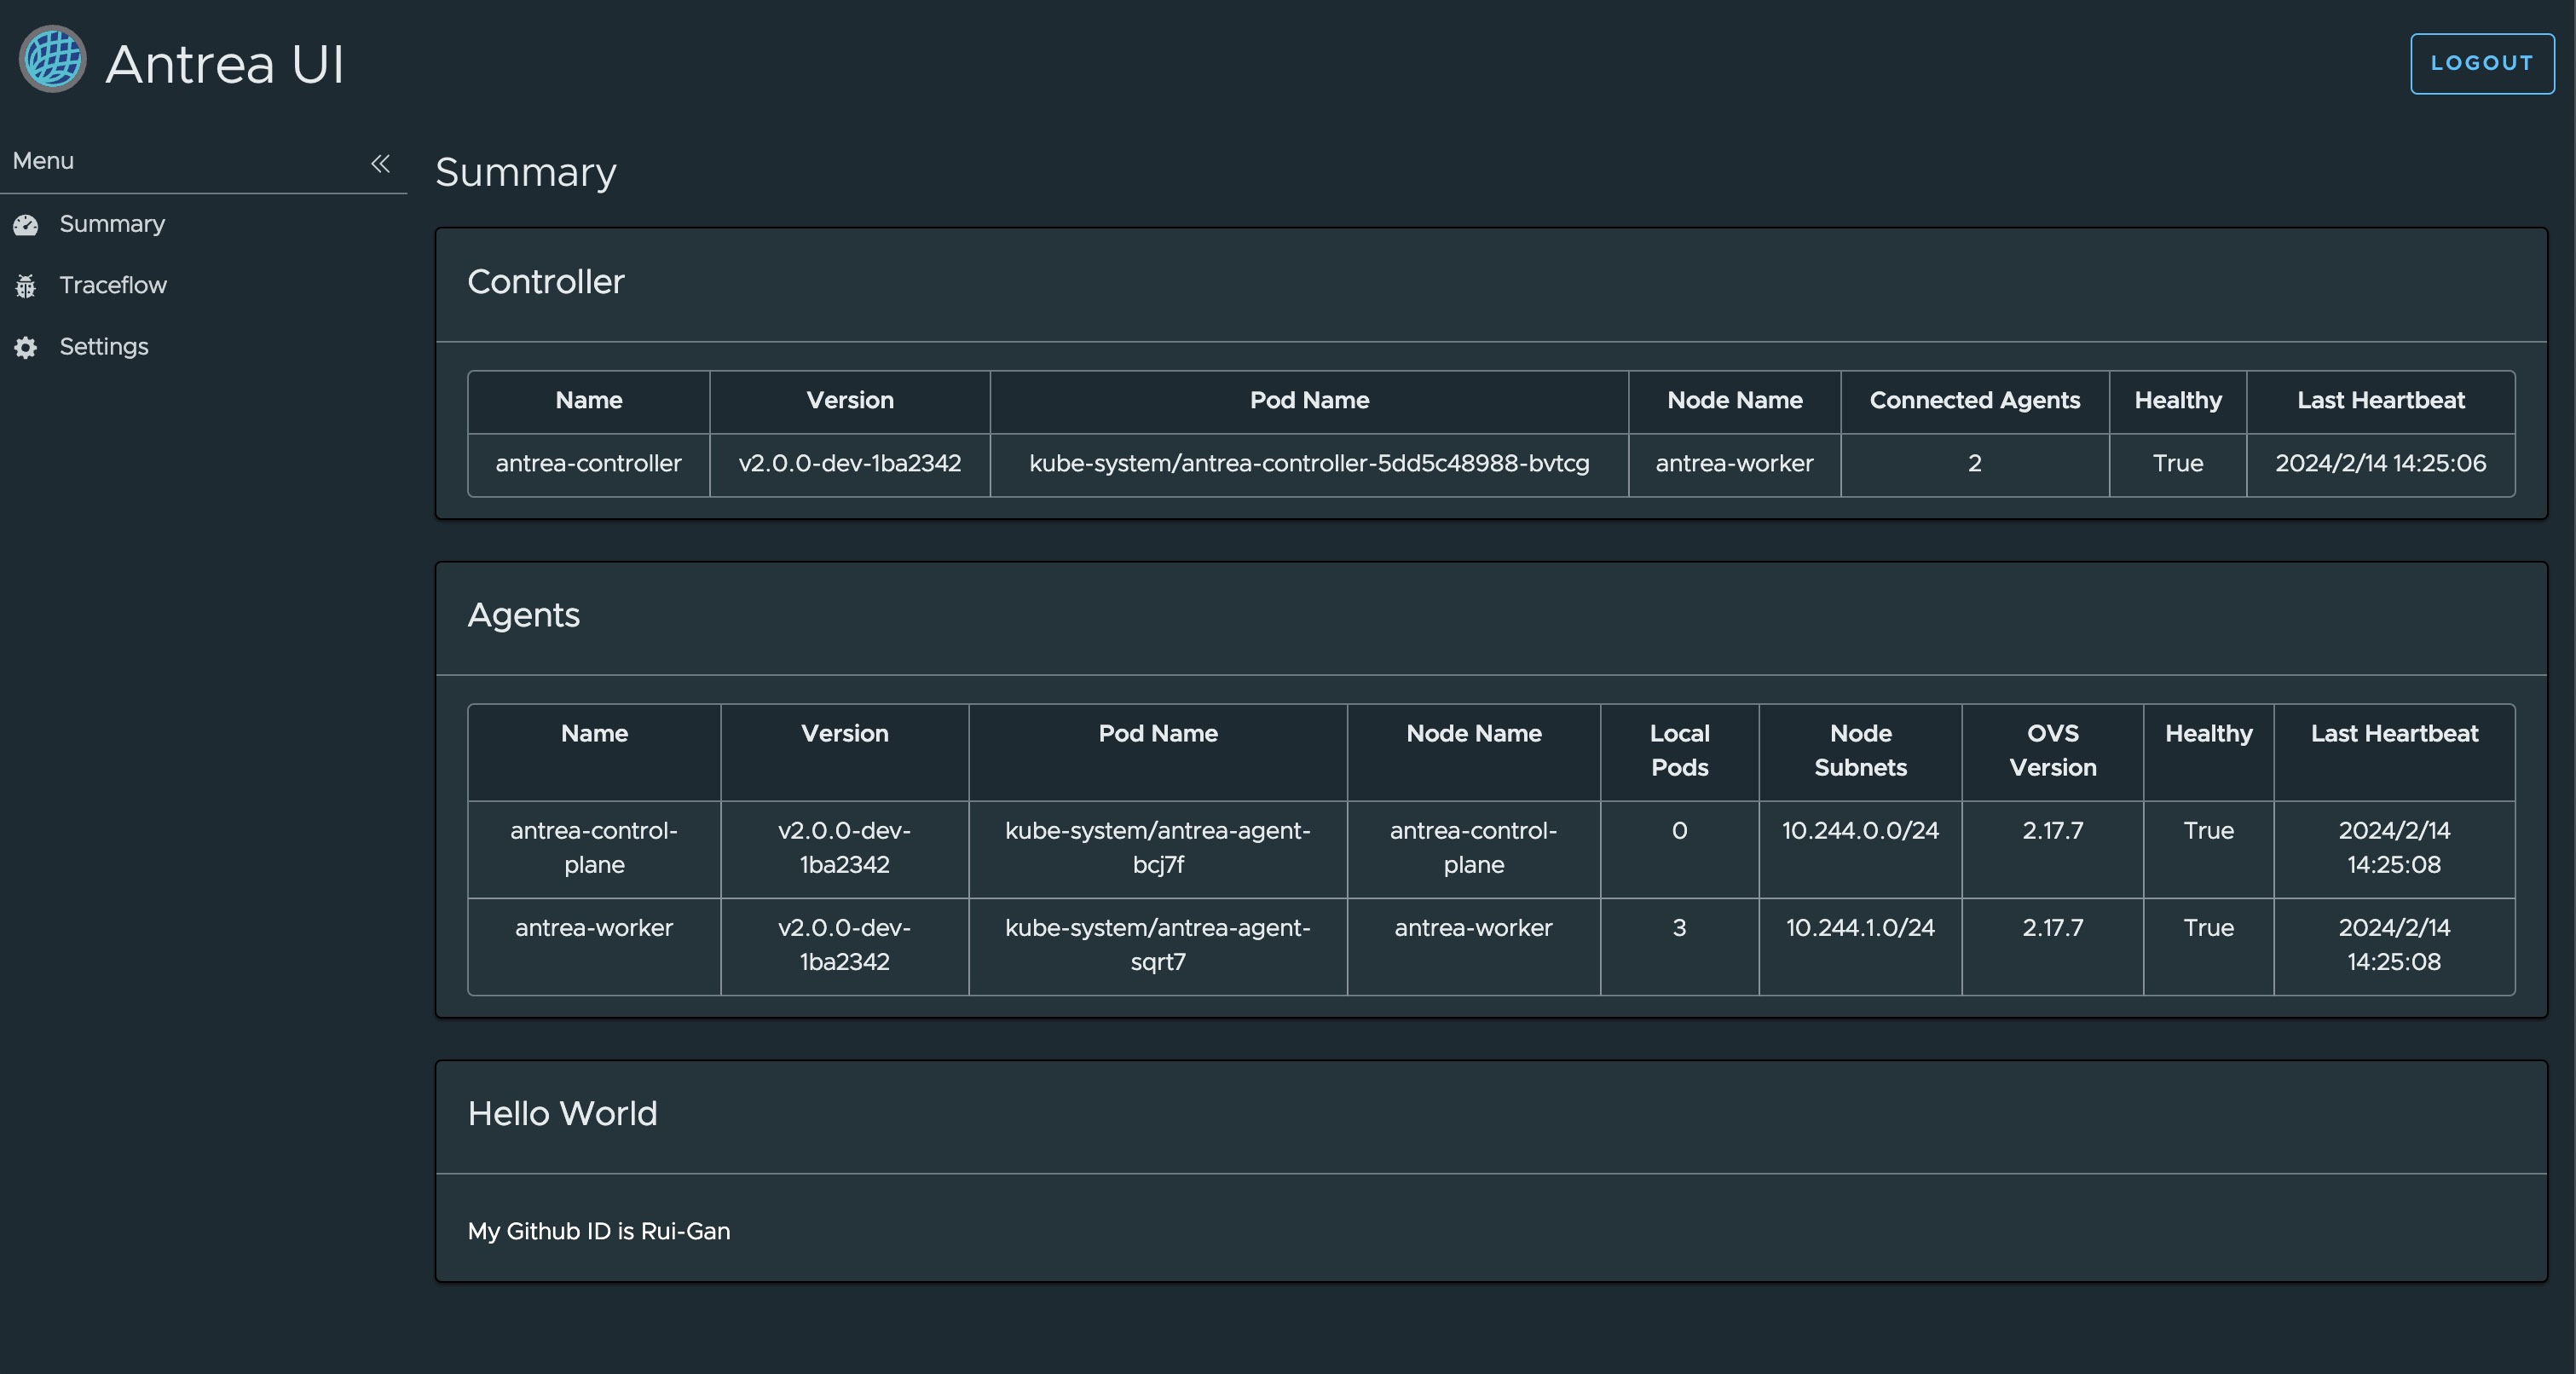 Antrea UI
LOGOUT
Menu
Summary
Traceflow
Settings
Summary
Controller
Name Version Pod Name Node Name Connected Agents Healthy Last Heartbeat
antrea-controller v2.0.0-dev-1ba2342 kube-system/antrea-controller-5dd5c48988-bvtcg antrea-worker 2 True 2024/2/14 14:25:06
Agents
Name Version Pod Name Node Name Local Node OVS Healthy Last Heartbeat
Pods Subnets Version
antrea-control- v2.0.0-dev- kube-system/antrea-agent- antrea-control- 0 10.244.0.0/24 2.17.7 True 2024/2/14
plane 1ba2342 bcj7f plane 14:25:08
antrea-worker v2.0.0-dev- kube-system/antrea-agent- antrea-worker 3 10.244.1.0/24 2.17.7 True 2024/2/14
1ba2342 sqrt7 14:25:08
Hello World
My Github ID is Rui-Gan